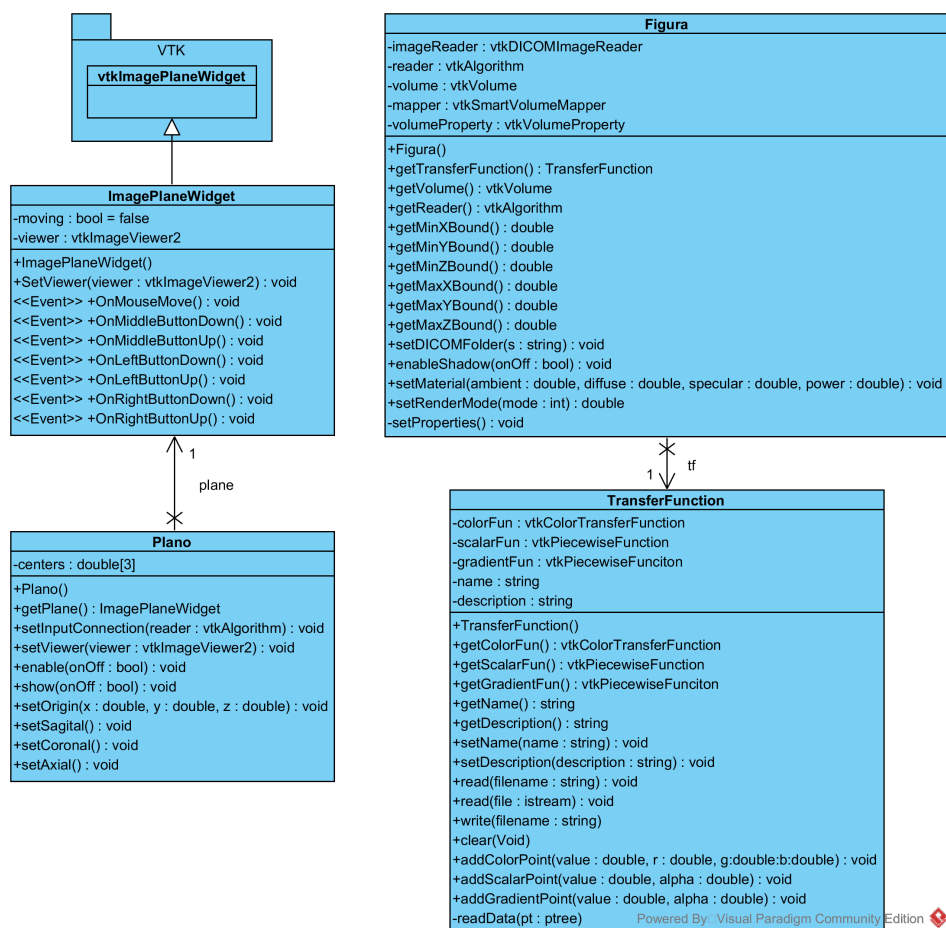 VTK
vtkImagePlaneWidget
ImagePlaneWidget
-moving : bool = false
-viewer : vtkImageViewer2
+ImagePlaneWidget()
+SetViewer(viewer : vtkImageViewer2) : void
<<Event>> +OnMouseMove() : void
<<Event>> +OnMiddleButtonDown() : void
<<Event>> +OnMiddleButtonUp() : void
<<Event>> +OnLeftButtonDown() : void
<<Event>> +OnLeftButtonUp() : void
<<Event>> +OnRightButtonDown() : void
<<Event>> +OnRightButtonUp() : void
1
plane
Plano
-centers : double[3]
+Plano()
+getPlane() : ImagePlaneWidget
+setInputConnection(reader : vtkAlgorithm) : void
+setViewer(viewer : vtkImageViewer2) : void
+enable(onOff : bool) : void
+show(onOff : bool) : void
+setOrigin(x : double, y : double, z : double) : void
+setSagital() : void
+setCoronal() : void
+setAxial() : void
Figura
-imageReader : vtkDICOMImageReader
-reader : vtkAlgorithm
-volume : vtkVolume
-mapper : vtkSmartVolumeMapper
-volumeProperty : vtkVolumeProperty
+Figura()
+getTransferFunction() : TransferFunction
+getVolume() : vtkVolume
+getReader() : vtkAlgorithm
+getMinXBound() : double
+getMinYBound() : double
+getMinZBound() : double
+getMaxXBound() : double
+getMaxYBound() : double
+getMaxZBound() : double
+setDICOMFolder(s : string) : void
+enableShadow(onOff : bool) : void
+setMaterial(ambient : double, diffuse : double, specular : double, power : double) : void
+setRenderMode(mode : int) : double
-setProperties() : void
1
tf
TransferFunction
-colorFun : vtkColorTransferFunction
-scalarFun : vtkPiecewiseFunction
-gradientFun : vtkPiecewiseFunciton
-name : string
-description : string
+TransferFunction()
+getColorFun() : vtkColorTransferFunction
+getScalarFun() : vtkPiecewiseFunction
+getGradientFun() : vtkPiecewiseFunciton
+getName() : string
+getDescription() : string
+setName(name : string) : void
+setDescription(description : string) : void
+read(filename : string) : void
+read(file : istream) : void
+write(filename : string)
+clear(Void)
+addColorPoint(value : double, r : double, g:double:b:double) : void
+addScalarPoint(value : double, alpha : double) : void
+addGradientPoint(value : double, alpha : double) : void
-readData(pt : ptree)
Powered By Visual Paradigm Community Edition